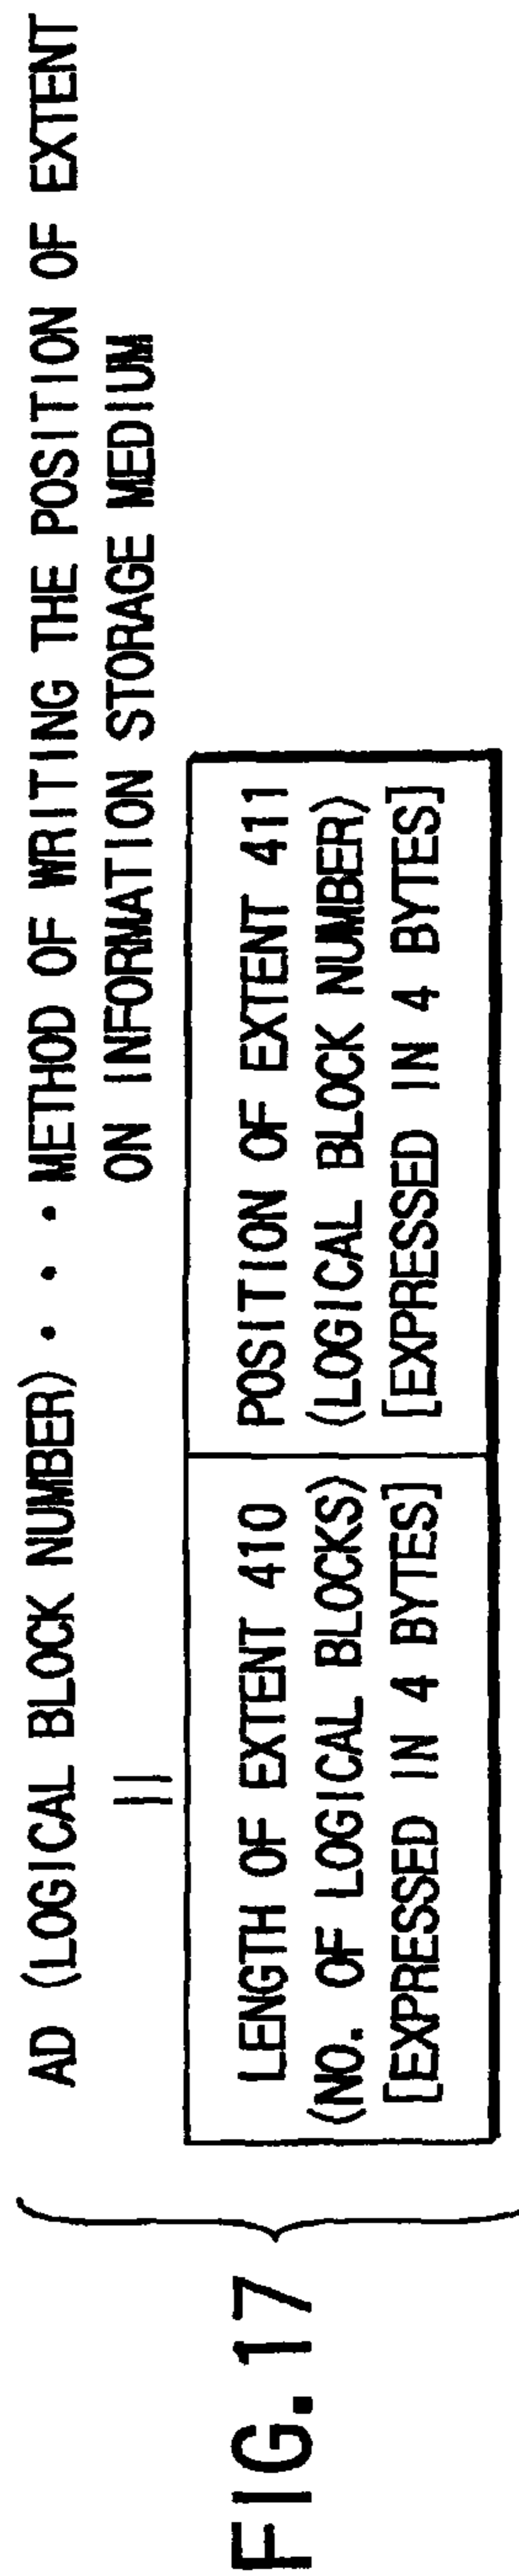 FIG. 17
AD (LOGICAL BLOCK NUMBER) • • • METHOD OF WRITING THE POSITION OF EXTENT
ON INFORMATION STORAGE MEDIUM
||
LENGTH OF EXTENT 410
(NO. OF LOGICAL BLOCKS)
[EXPRESSED IN 4 BYTES]
POSITION OF EXTENT 411
(LOGICAL BLOCK NUMBER)
[EXPRESSED IN 4 BYTES]